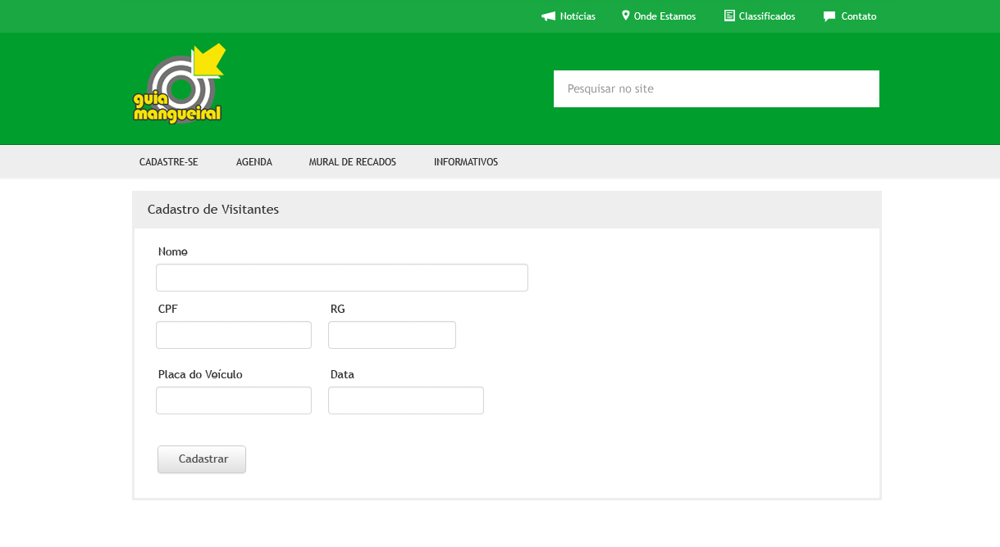 Notícias Onde Estamos Classificados Contato
guia
mangueiral
Pesquisar no site
CADASTRE-SE AGENDA MURAL DE RECADOS INFORMATIVOS
Cadastro de Visitantes
Nome
CPF RG
Placa do Veículo Data
Cadastrar